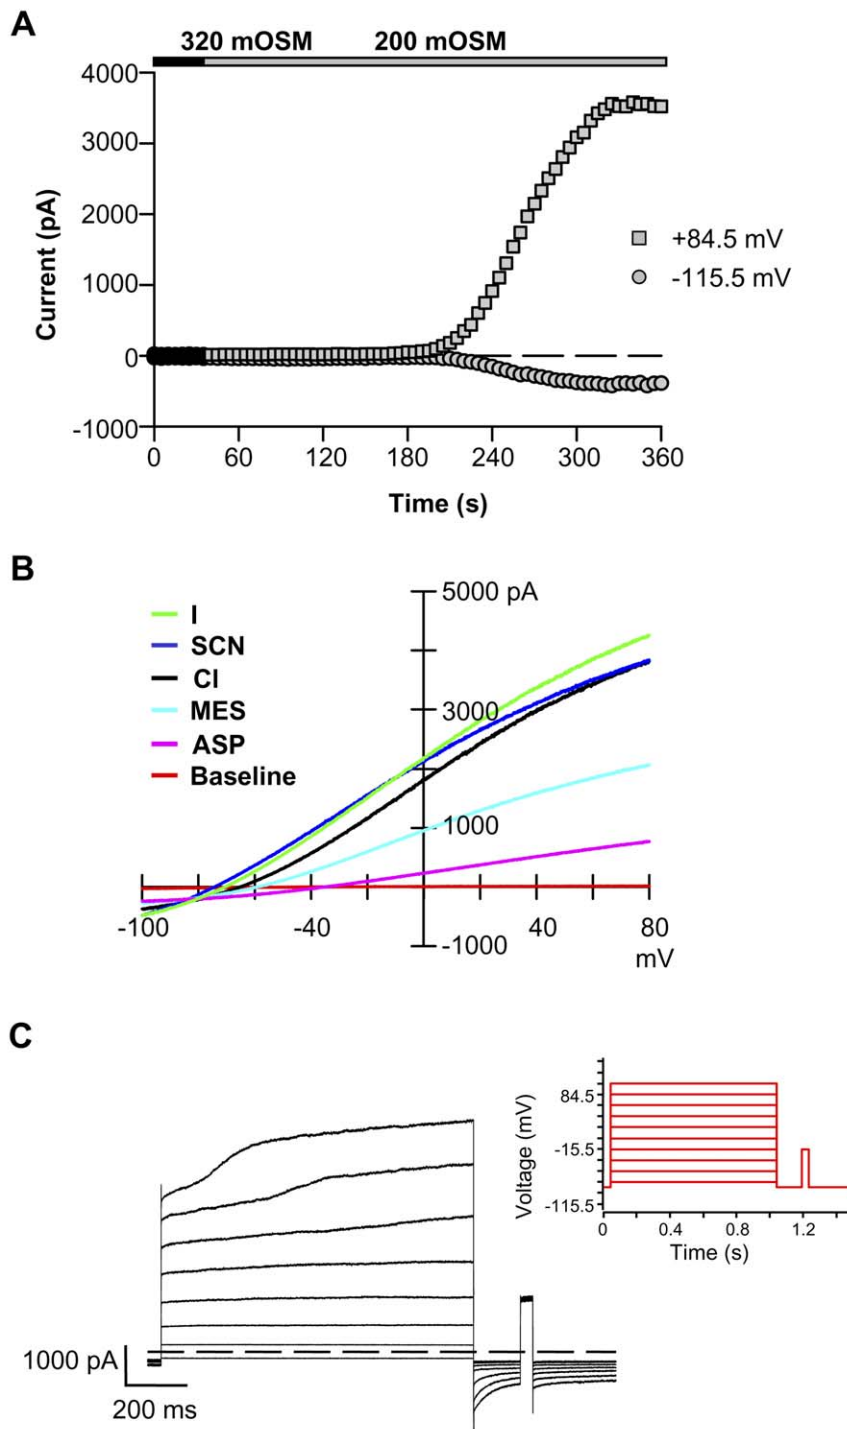 A
320 mOSM 200 mOSM
4000
3000
2000
1000
0
-1000
Current (pA)
0 60 120 180 240 300 360
Time (s)
+84.5 mV
-115.5 mV
B
I
SCN
Cl
MES
ASP
Baseline
5000 pA
3000
1000
-1000
-100 -40 40 80
mV
C
1000 pA
200 ms
Voltage (mV)
84.5
-15.5
-115.5
0 0.4 0.8 1.2
Time (s)